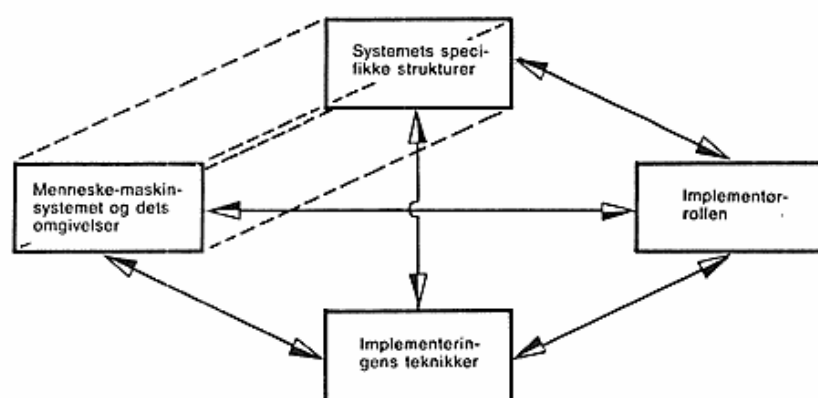 Systemets speci-
fikke strukturer
Menneske-maskin-
systemet og dets
omgivelser
Implementør-
rollen
Implementerin-
gens teknikker